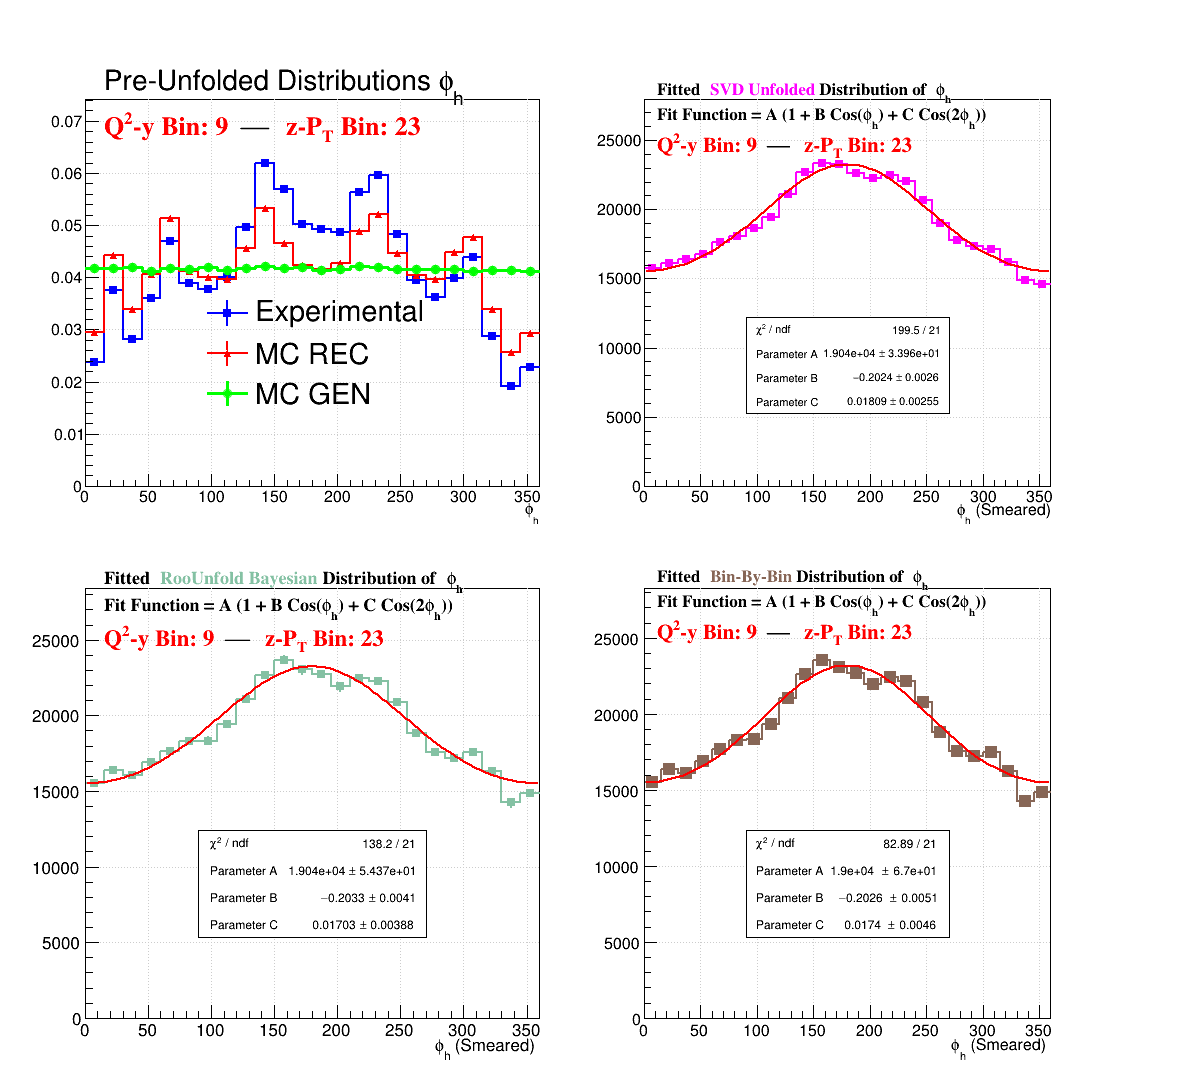 Pre-Unfolded Distributions ϕh
Q²-y Bin: 9 — z-PT Bin: 23
0.07
0.06
0.05
0.04
0.03
0.02
0.01
0
Experimental
MC REC
MC GEN
0 50 100 150 200 250 300 350
ϕh
Fitted SVD Unfolded Distribution of ϕh
Fit Function = A (1 + B Cos(ϕh) + C Cos(2ϕh))
Q²-y Bin: 9 — z-PT Bin: 23
25000
20000
15000
10000
5000
0
χ² / ndf 199.5 / 21
Parameter A 1.904e+04 ± 3.396e+01
Parameter B −0.2024 ± 0.0026
Parameter C 0.01809 ± 0.00255
0 50 100 150 200 250 300 350
ϕh (Smeared)
Fitted RooUnfold Bayesian Distribution of ϕh
Fit Function = A (1 + B Cos(ϕh) + C Cos(2ϕh))
Q²-y Bin: 9 — z-PT Bin: 23
25000
20000
15000
10000
5000
0
χ² / ndf 138.2 / 21
Parameter A 1.904e+04 ± 5.437e+01
Parameter B −0.2033 ± 0.0041
Parameter C 0.01703 ± 0.00388
0 50 100 150 200 250 300 350
ϕh (Smeared)
Fitted Bin-By-Bin Distribution of ϕh
Fit Function = A (1 + B Cos(ϕh) + C Cos(2ϕh))
Q²-y Bin: 9 — z-PT Bin: 23
25000
20000
15000
10000
5000
0
χ² / ndf 82.89 / 21
Parameter A 1.9e+04 ± 6.7e+01
Parameter B −0.2026 ± 0.0051
Parameter C 0.0174 ± 0.0046
0 50 100 150 200 250 300 350
ϕh (Smeared)